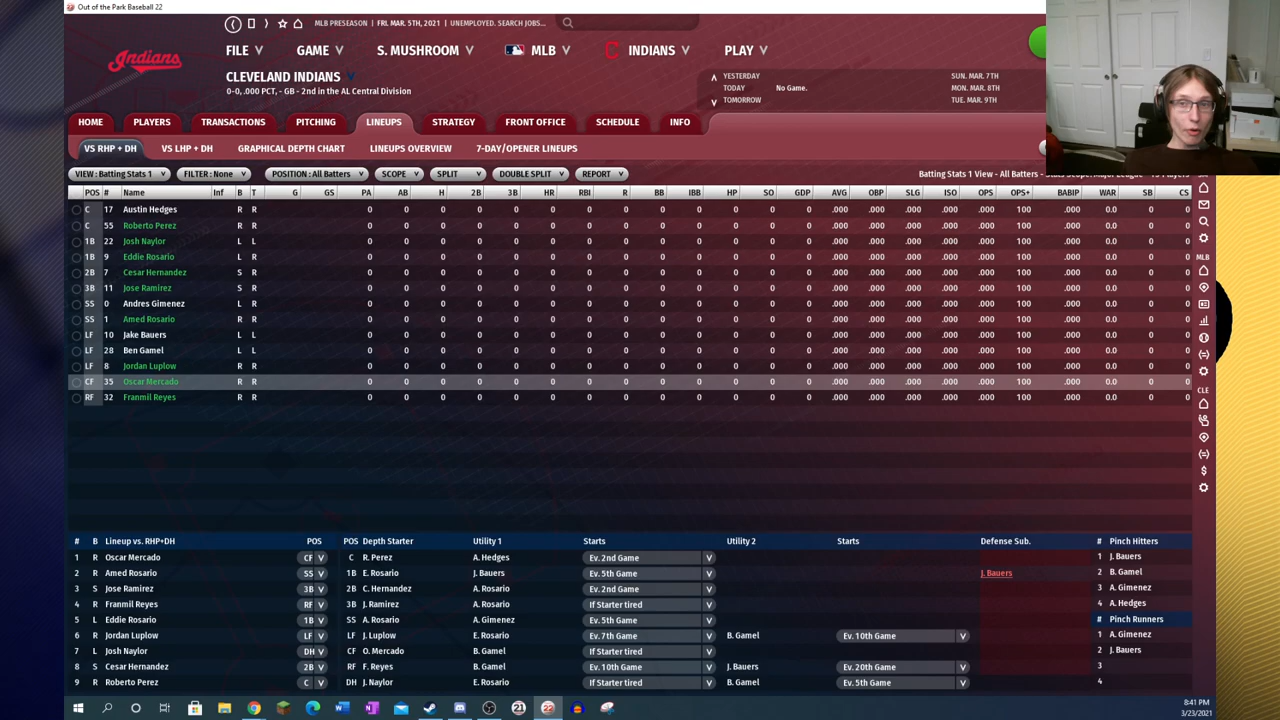 Out of the Park Baseball 22
MLB PRESEASON FRI. MAR. 5TH, 2021 UNEMPLOYED. SEARCH JOBS...
Indians
FILE GAME S. MUSHROOM MLB INDIANS PLAY
CLEVELAND INDIANS
0-0, .000 PCT, - GB - 2nd in the AL Central Division
YESTERDAY SUN. MAR. 7TH
TODAY No Game. MON. MAR. 8TH
TOMORROW TUE. MAR. 9TH
HOME PLAYERS TRANSACTIONS PITCHING LINEUPS STRATEGY FRONT OFFICE SCHEDULE INFO
VS RHP + DH VS LHP + DH GRAPHICAL DEPTH CHART LINEUPS OVERVIEW 7-DAY/OPENER LINEUPS
VIEW: Batting Stats 1 FILTER: None POSITION: All Batters SCOPE SPLIT DOUBLE SPLIT REPORT Batting Stats 1 View - All Batters -
POS # Name Inf B T G GS PA AB H 2B 3B HR RBI R BB IBB HP SO GDP AVG OBP SLG ISO OPS OPS+ BABIP WAR SB CS
C 17 Austin Hedges R R 0 0 0 0 0 0 0 0 0 0 0 0 0 .000 .000 .000 .000 .000 100 .000 0.0 0 0
C 55 Roberto Perez R R 0 0 0 0 0 0 0 0 0 0 0 0 0 .000 .000 .000 .000 .000 100 .000 0.0 0 0
1B 22 Josh Naylor L L 0 0 0 0 0 0 0 0 0 0 0 0 0 .000 .000 .000 .000 .000 100 .000 0.0 0 0
1B 9 Eddie Rosario L R 0 0 0 0 0 0 0 0 0 0 0 0 0 .000 .000 .000 .000 .000 100 .000 0.0 0 0
2B 7 Cesar Hernandez S R 0 0 0 0 0 0 0 0 0 0 0 0 0 .000 .000 .000 .000 .000 100 .000 0.0 0 0
3B 11 Jose Ramirez S R 0 0 0 0 0 0 0 0 0 0 0 0 0 .000 .000 .000 .000 .000 100 .000 0.0 0 0
SS 0 Andres Gimenez L R 0 0 0 0 0 0 0 0 0 0 0 0 0 .000 .000 .000 .000 .000 100 .000 0.0 0 0
SS 1 Amed Rosario R R 0 0 0 0 0 0 0 0 0 0 0 0 0 .000 .000 .000 .000 .000 100 .000 0.0 0 0
LF 10 Jake Bauers L L 0 0 0 0 0 0 0 0 0 0 0 0 0 .000 .000 .000 .000 .000 100 .000 0.0 0 0
LF 28 Ben Gamel L L 0 0 0 0 0 0 0 0 0 0 0 0 0 .000 .000 .000 .000 .000 100 .000 0.0 0 0
LF 8 Jordan Luplow R R 0 0 0 0 0 0 0 0 0 0 0 0 0 .000 .000 .000 .000 .000 100 .000 0.0 0 0
CF 35 Oscar Mercado R R 0 0 0 0 0 0 0 0 0 0 0 0 0 .000 .000 .000 .000 .000 100 .000 0.0 0 0
RF 32 Franmil Reyes R R 0 0 0 0 0 0 0 0 0 0 0 0 0 .000 .000 .000 .000 .000 100 .000 0.0 0 0
MLB
CLE
# B Lineup vs. RHP+DH POS POS Depth Starter Utility 1 Starts Utility 2 Starts Defense Sub. # Pinch Hitters
1 R Oscar Mercado CF C R. Perez A. Hedges Ev. 2nd Game 1 J. Bauers
2 R Amed Rosario SS 1B E. Rosario J. Bauers Ev. 5th Game J. Bauers 2 B. Gamel
3 S Jose Ramirez 3B 2B C. Hernandez A. Rosario Ev. 2nd Game 3 A. Gimenez
4 R Franmil Reyes RF 3B J. Ramirez A. Rosario If Starter tired 4 A. Hedges
5 L Eddie Rosario 1B SS A. Rosario A. Gimenez Ev. 5th Game # Pinch Runners
6 R Jordan Luplow LF LF J. Luplow E. Rosario Ev. 7th Game B. Gamel Ev. 10th Game 1 A. Gimenez
7 L Josh Naylor DH CF O. Mercado B. Gamel If Starter tired 2 J. Bauers
8 S Cesar Hernandez 2B RF F. Reyes B. Gamel Ev. 10th Game J. Bauers Ev. 20th Game 3
9 R Roberto Perez C DH J. Naylor E. Rosario If Starter tired B. Gamel Ev. 5th Game 4
8:41 PM
3/23/2021